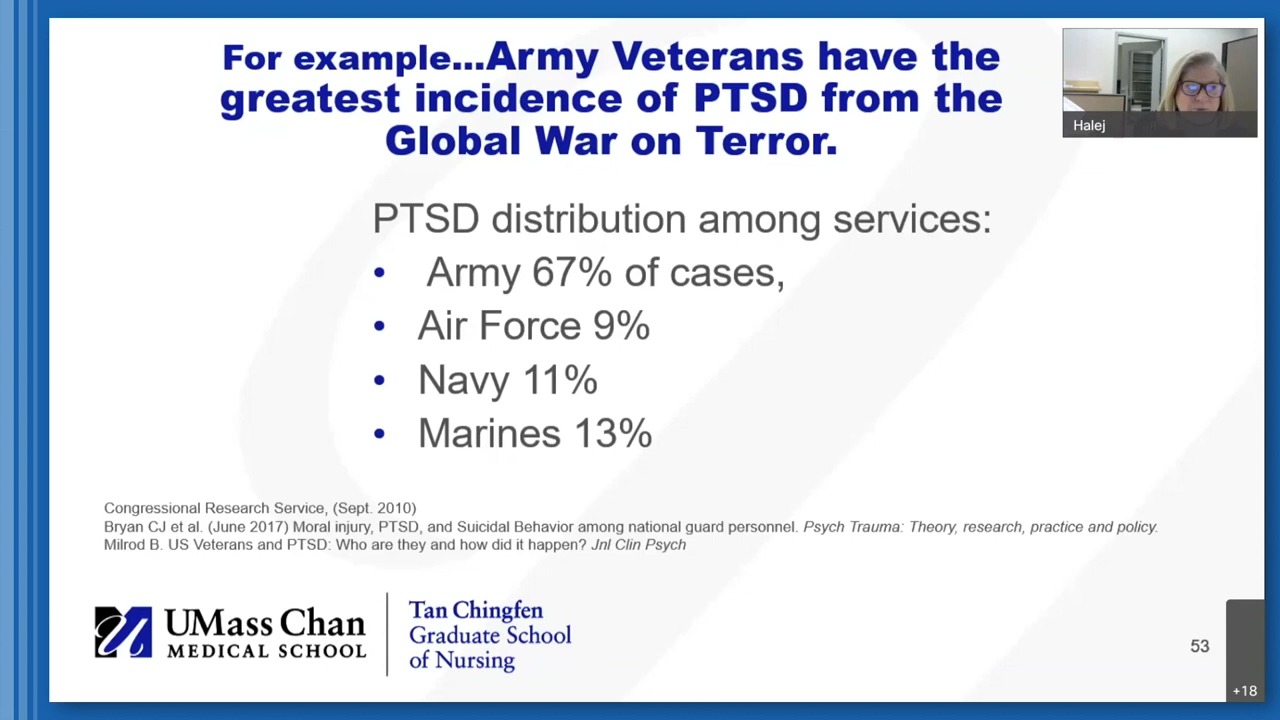 For example...Army Veterans have the
greatest incidence of PTSD from the
Global War on Terror.
Halej
PTSD distribution among services:
• Army 67% of cases,
• Air Force 9%
• Navy 11%
• Marines 13%
Congressional Research Service, (Sept. 2010)
Bryan CJ et al. (June 2017) Moral injury, PTSD, and Suicidal Behavior among national guard personnel. Psych Trauma: Theory, research, practice and policy.
Milrod B. US Veterans and PTSD: Who are they and how did it happen? Jnl Clin Psych
UMass Chan
MEDICAL SCHOOL
Tan Chingfen
Graduate School
of Nursing
53
+18